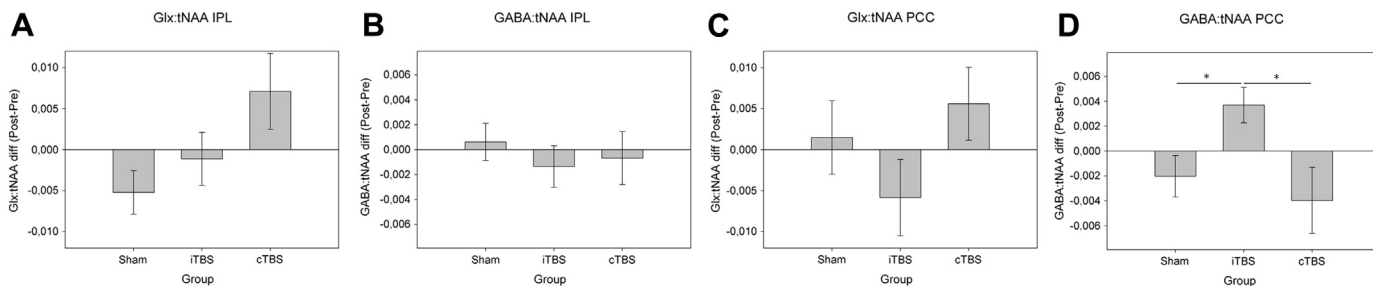 A
Glx:tNAA IPL
Glx:tNAA diff (Post-Pre)
0,010
0,005
0,000
-0,005
-0,010
Sham
iTBS
cTBS
Group
B
GABA:tNAA IPL
GABA:tNAA diff (Post-Pre)
0,006
0,004
0,002
0,000
-0,002
-0,004
-0,006
Sham
iTBS
cTBS
Group
C
Glx:tNAA PCC
Glx:tNAA diff (Post-Pre)
0,010
0,005
0,000
-0,005
-0,010
Sham
iTBS
cTBS
Group
D
GABA:tNAA PCC
GABA:tNAA diff (Post-Pre)
0,006
0,004
0,002
0,000
-0,002
-0,004
-0,006
*
*
Sham
iTBS
cTBS
Group